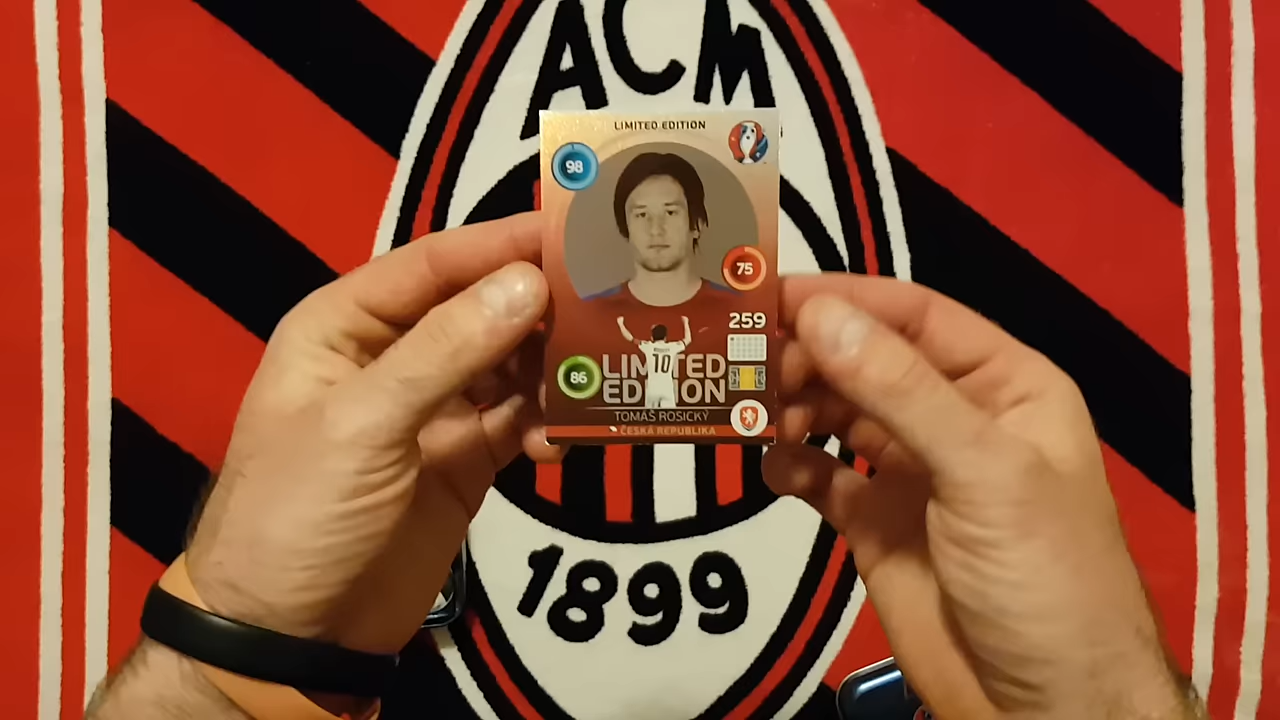 ACM
LIMITED EDITION
98
75
259
10
LIMITED
EDITION
86
TOMÁŠ ROSICKÝ
ČESKÁ REPUBLIKA
1899